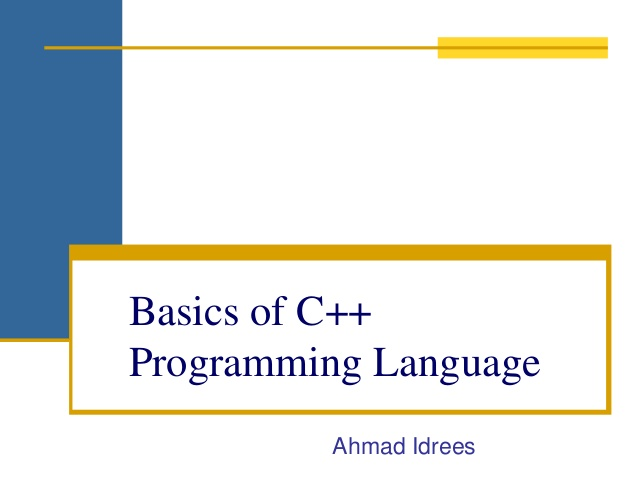 Basics of C++
Programming Language
Ahmad Idrees